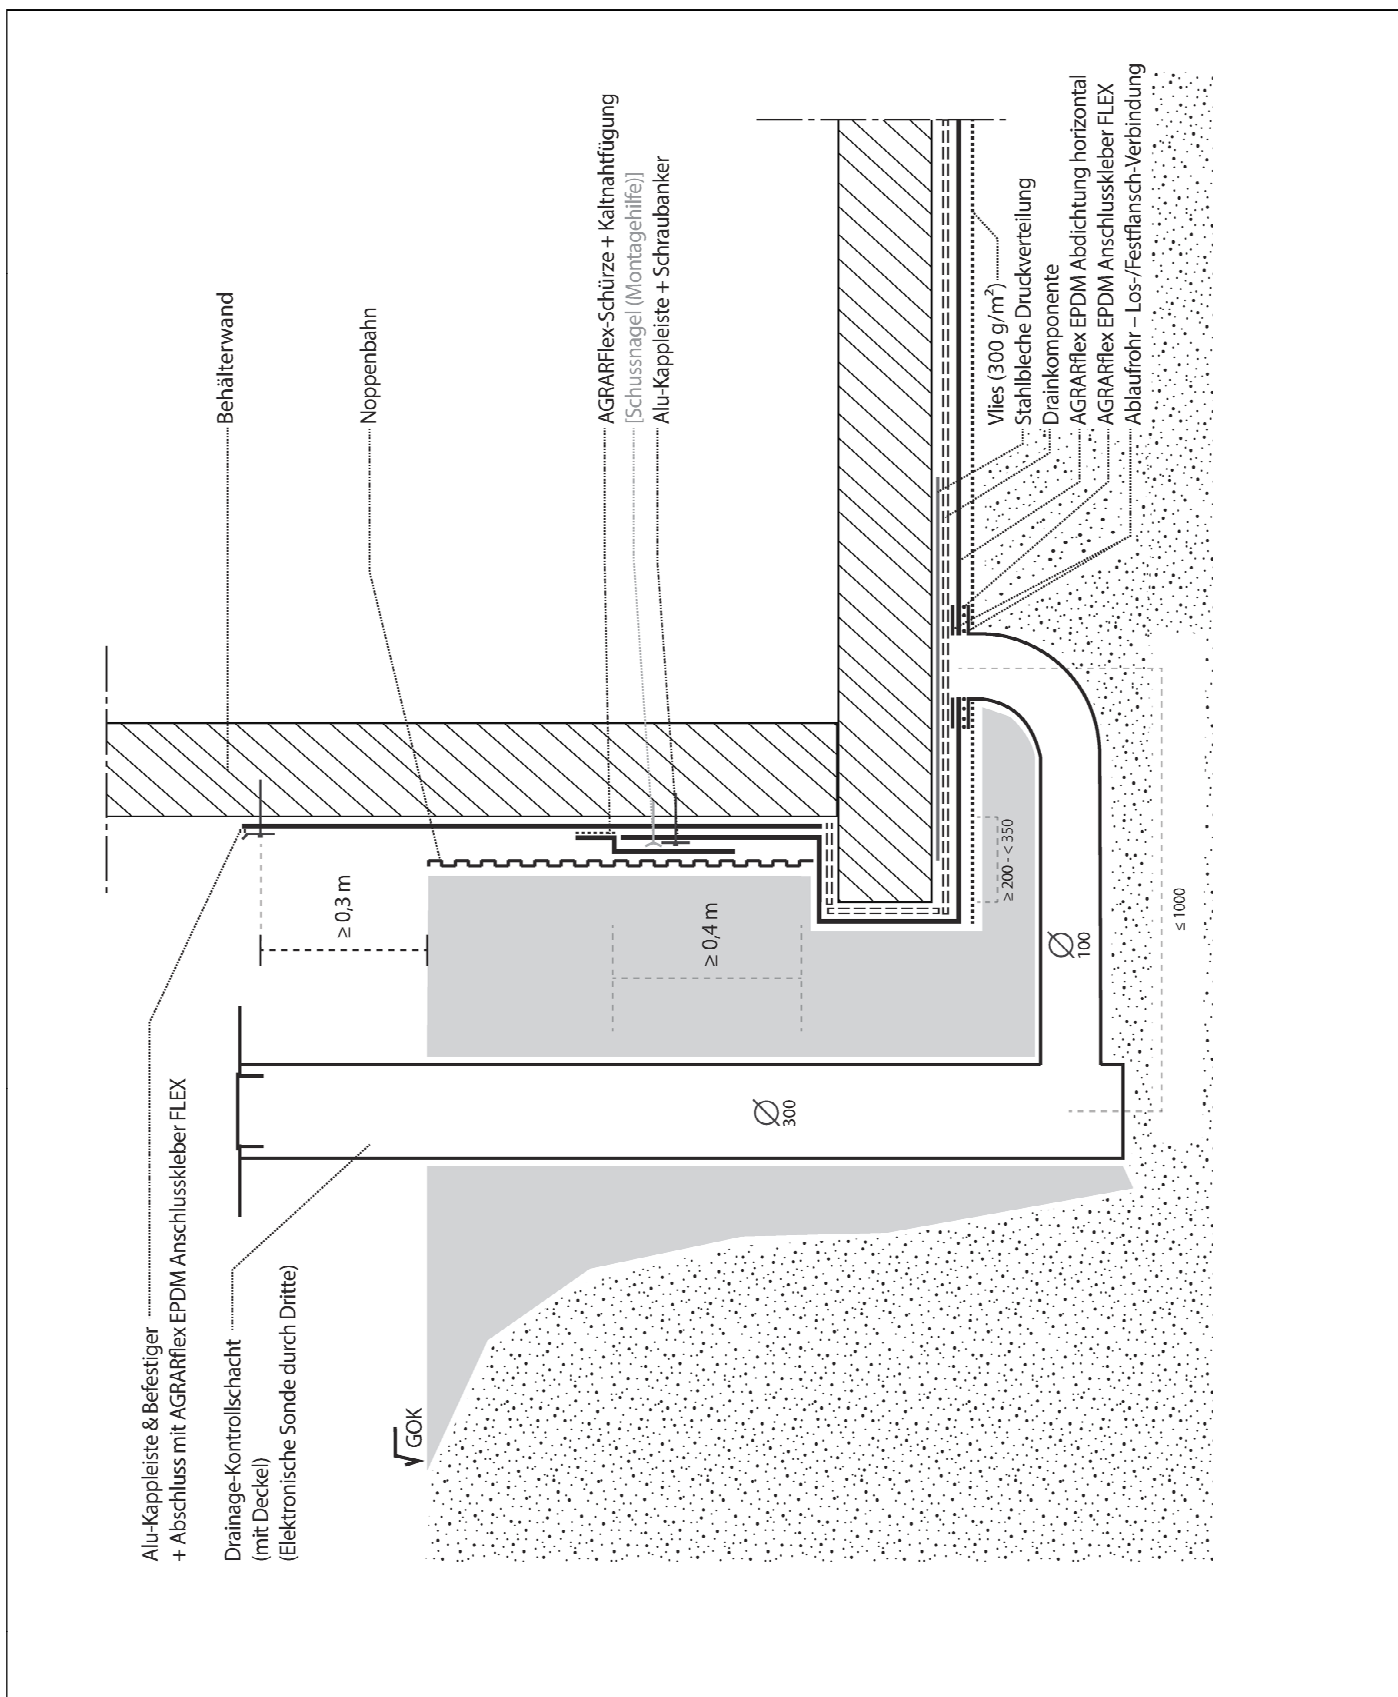 Alu-Kappleiste & Befestiger
+ Abschluss mit AGRARflex EPDM Anschlusskleber FLEX
Drainage-Kontrollschacht
(mit Deckel)
(Elektronische Sonde durch Dritte)
GOK
≥ 0,3 m
≥ 0,4 m
Ø
300
Ø
100
≥ 200 - < 350
≤ 1000
Behälterwand
Noppenbahn
AGRARFlex-Schürze + Kaltnahtfügung
[Schussnagel (Montagehilfe)]
Alu-Kappleiste + Schraubanker
Vlies (300 g/m²)
Stahlbleche Druckverteilung
Drainkomponente
AGRARflex EPDM Abdichtung horizontal
AGRARflex EPDM Anschlusskleber FLEX
Ablaufrohr – Los-/Festflansch-Verbindung